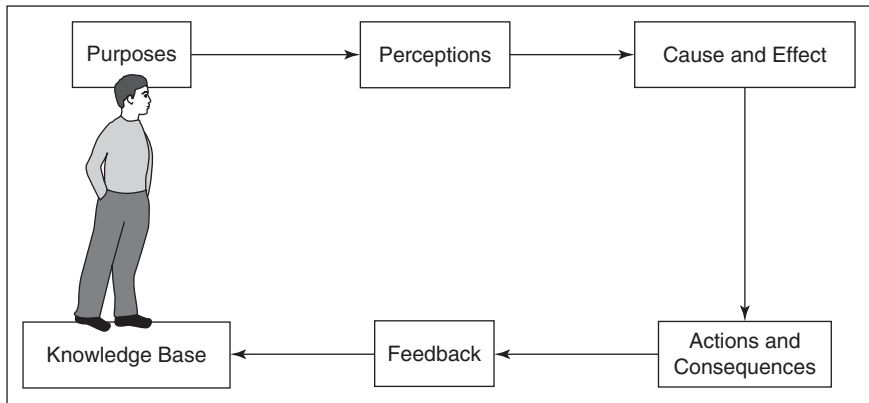 Purposes
Perceptions
Cause and Effect
Knowledge Base
Feedback
Actions and
Consequences